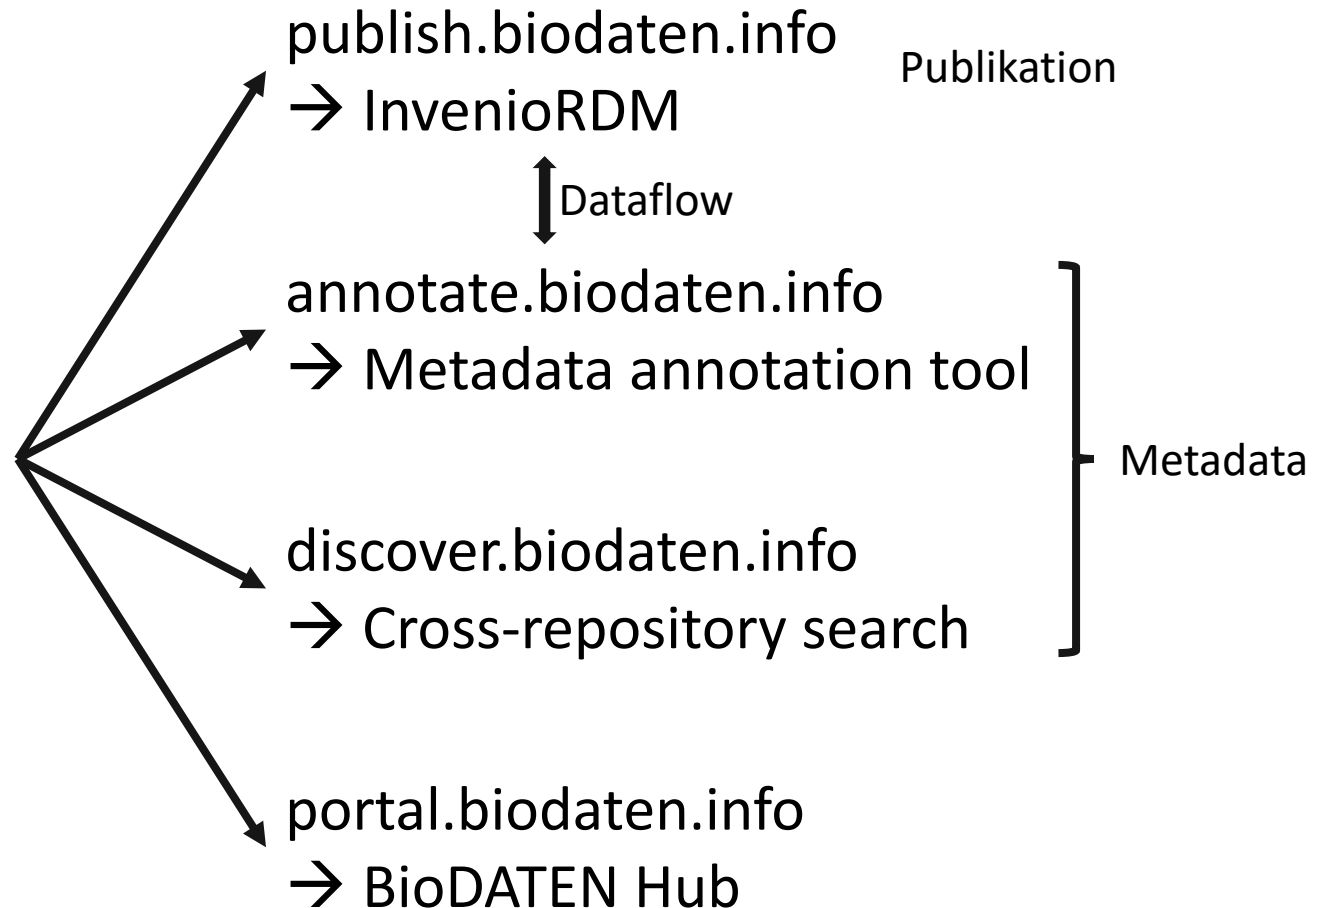 publish.biodaten.info
→ InvenioRDM
Publikation
Dataflow
annotate.biodaten.info
→ Metadata annotation tool
Metadata
discover.biodaten.info
→ Cross-repository search
portal.biodaten.info
→ BioDATEN Hub